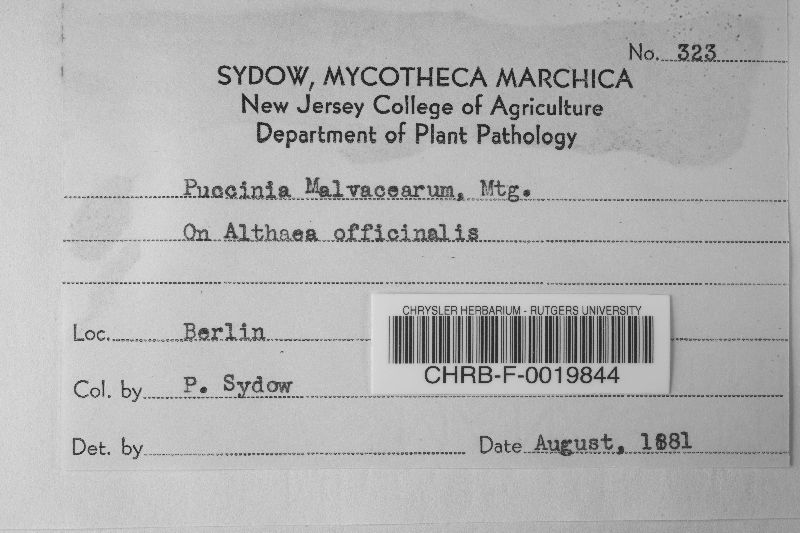 No. 323
SYDOW, MYCOTHECA MARCHICA
New Jersey College of Agriculture
Department of Plant Pathology
Puccinia Malvacearum, Mtg.
On Althaea officinalis
Loc. Berlin
CHRYSLER HERBARIUM - RUTGERS UNIVERSITY
CHRB-F-0019844
Col. by P. Sydow
Det. by
Date August, 1881